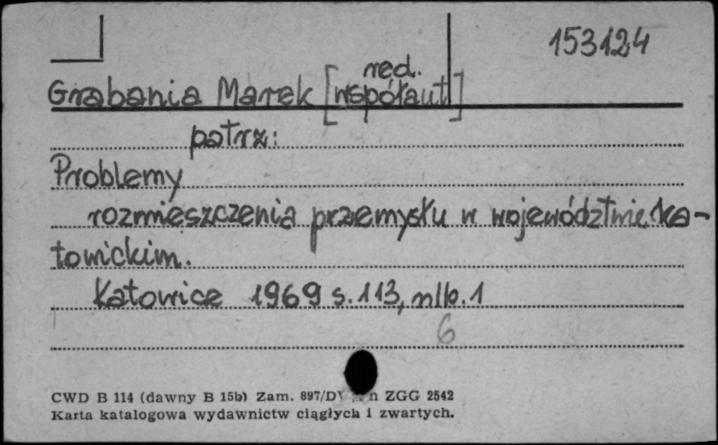 153124
red.
Grabania Marek [współaut]
patrz:
Problemy
rozmieszczenia przemysłu w województwie ka-
towickim.
Katowice 1969 s. 113, nlb. 1
6
CWD B 114 (dawny B 15b) Zam. 897/D n ZGG 2542
Karta katalogowa wydawnictw ciągłych i zwartych.